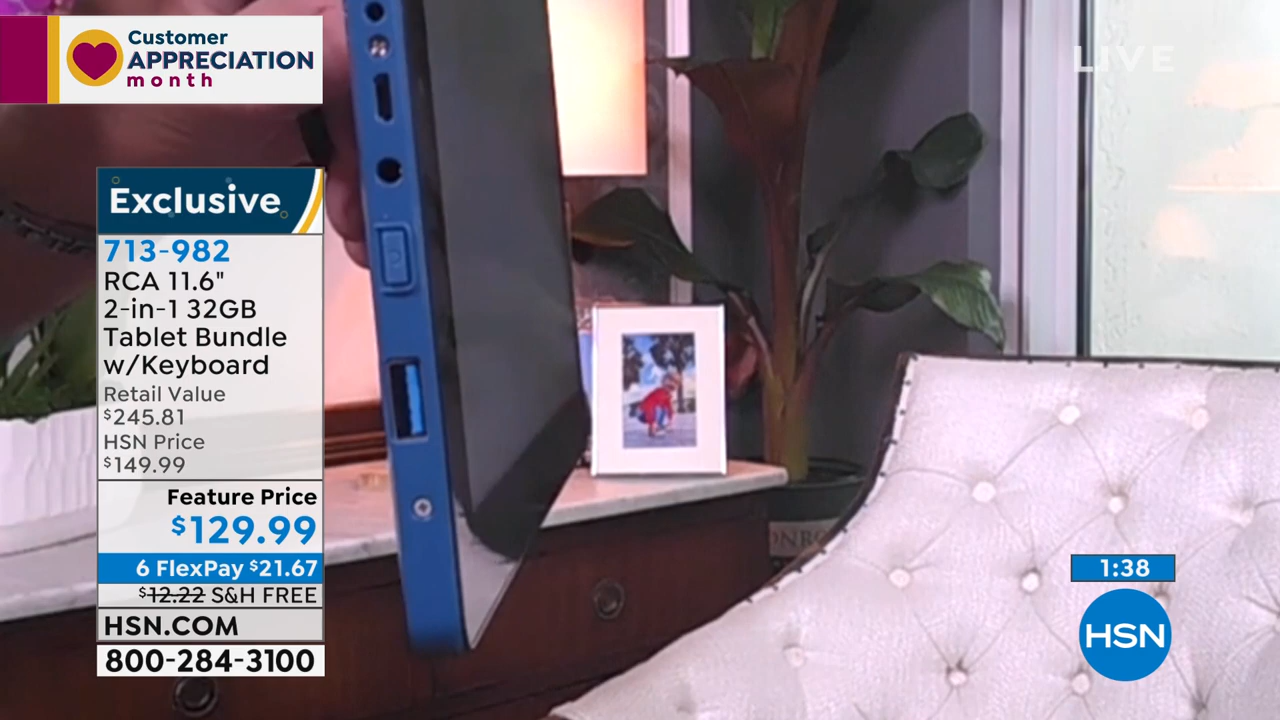 Customer
APPRECIATION
month
LIVE
Exclusive
713-982
RCA 11.6"
2-in-1 32GB
Tablet Bundle
w/Keyboard
Retail Value
$245.81
HSN Price
$149.99
Feature Price
$129.99
6 FlexPay $21.67
$12.22 S&H FREE
HSN.COM
800-284-3100
1:38
HSN